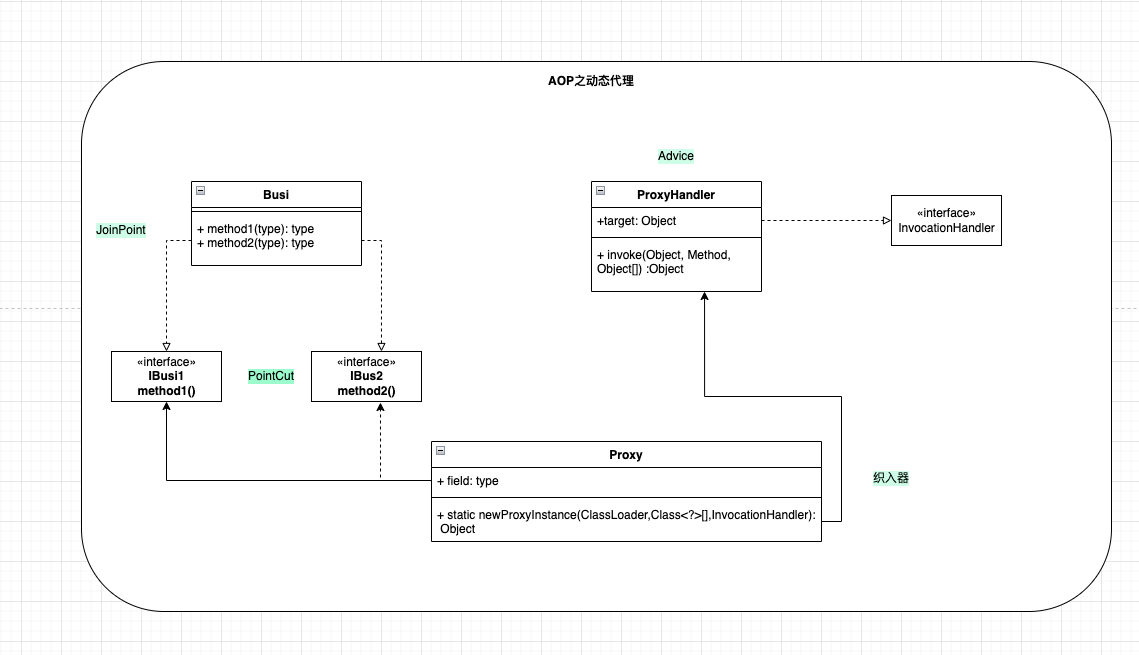 AOP之动态代理
Advice
Busi
+ method1(type): type
+ method2(type): type
JoinPoint
ProxyHandler
+target: Object
+ invoke(Object, Method,
Object[]) :Object
«interface»
InvocationHandler
«interface»
IBusi1
method1()
PointCut
«interface»
IBus2
method2()
Proxy
+ field: type
+ static newProxyInstance(ClassLoader,Class<?>[],InvocationHandler):
Object
织入器